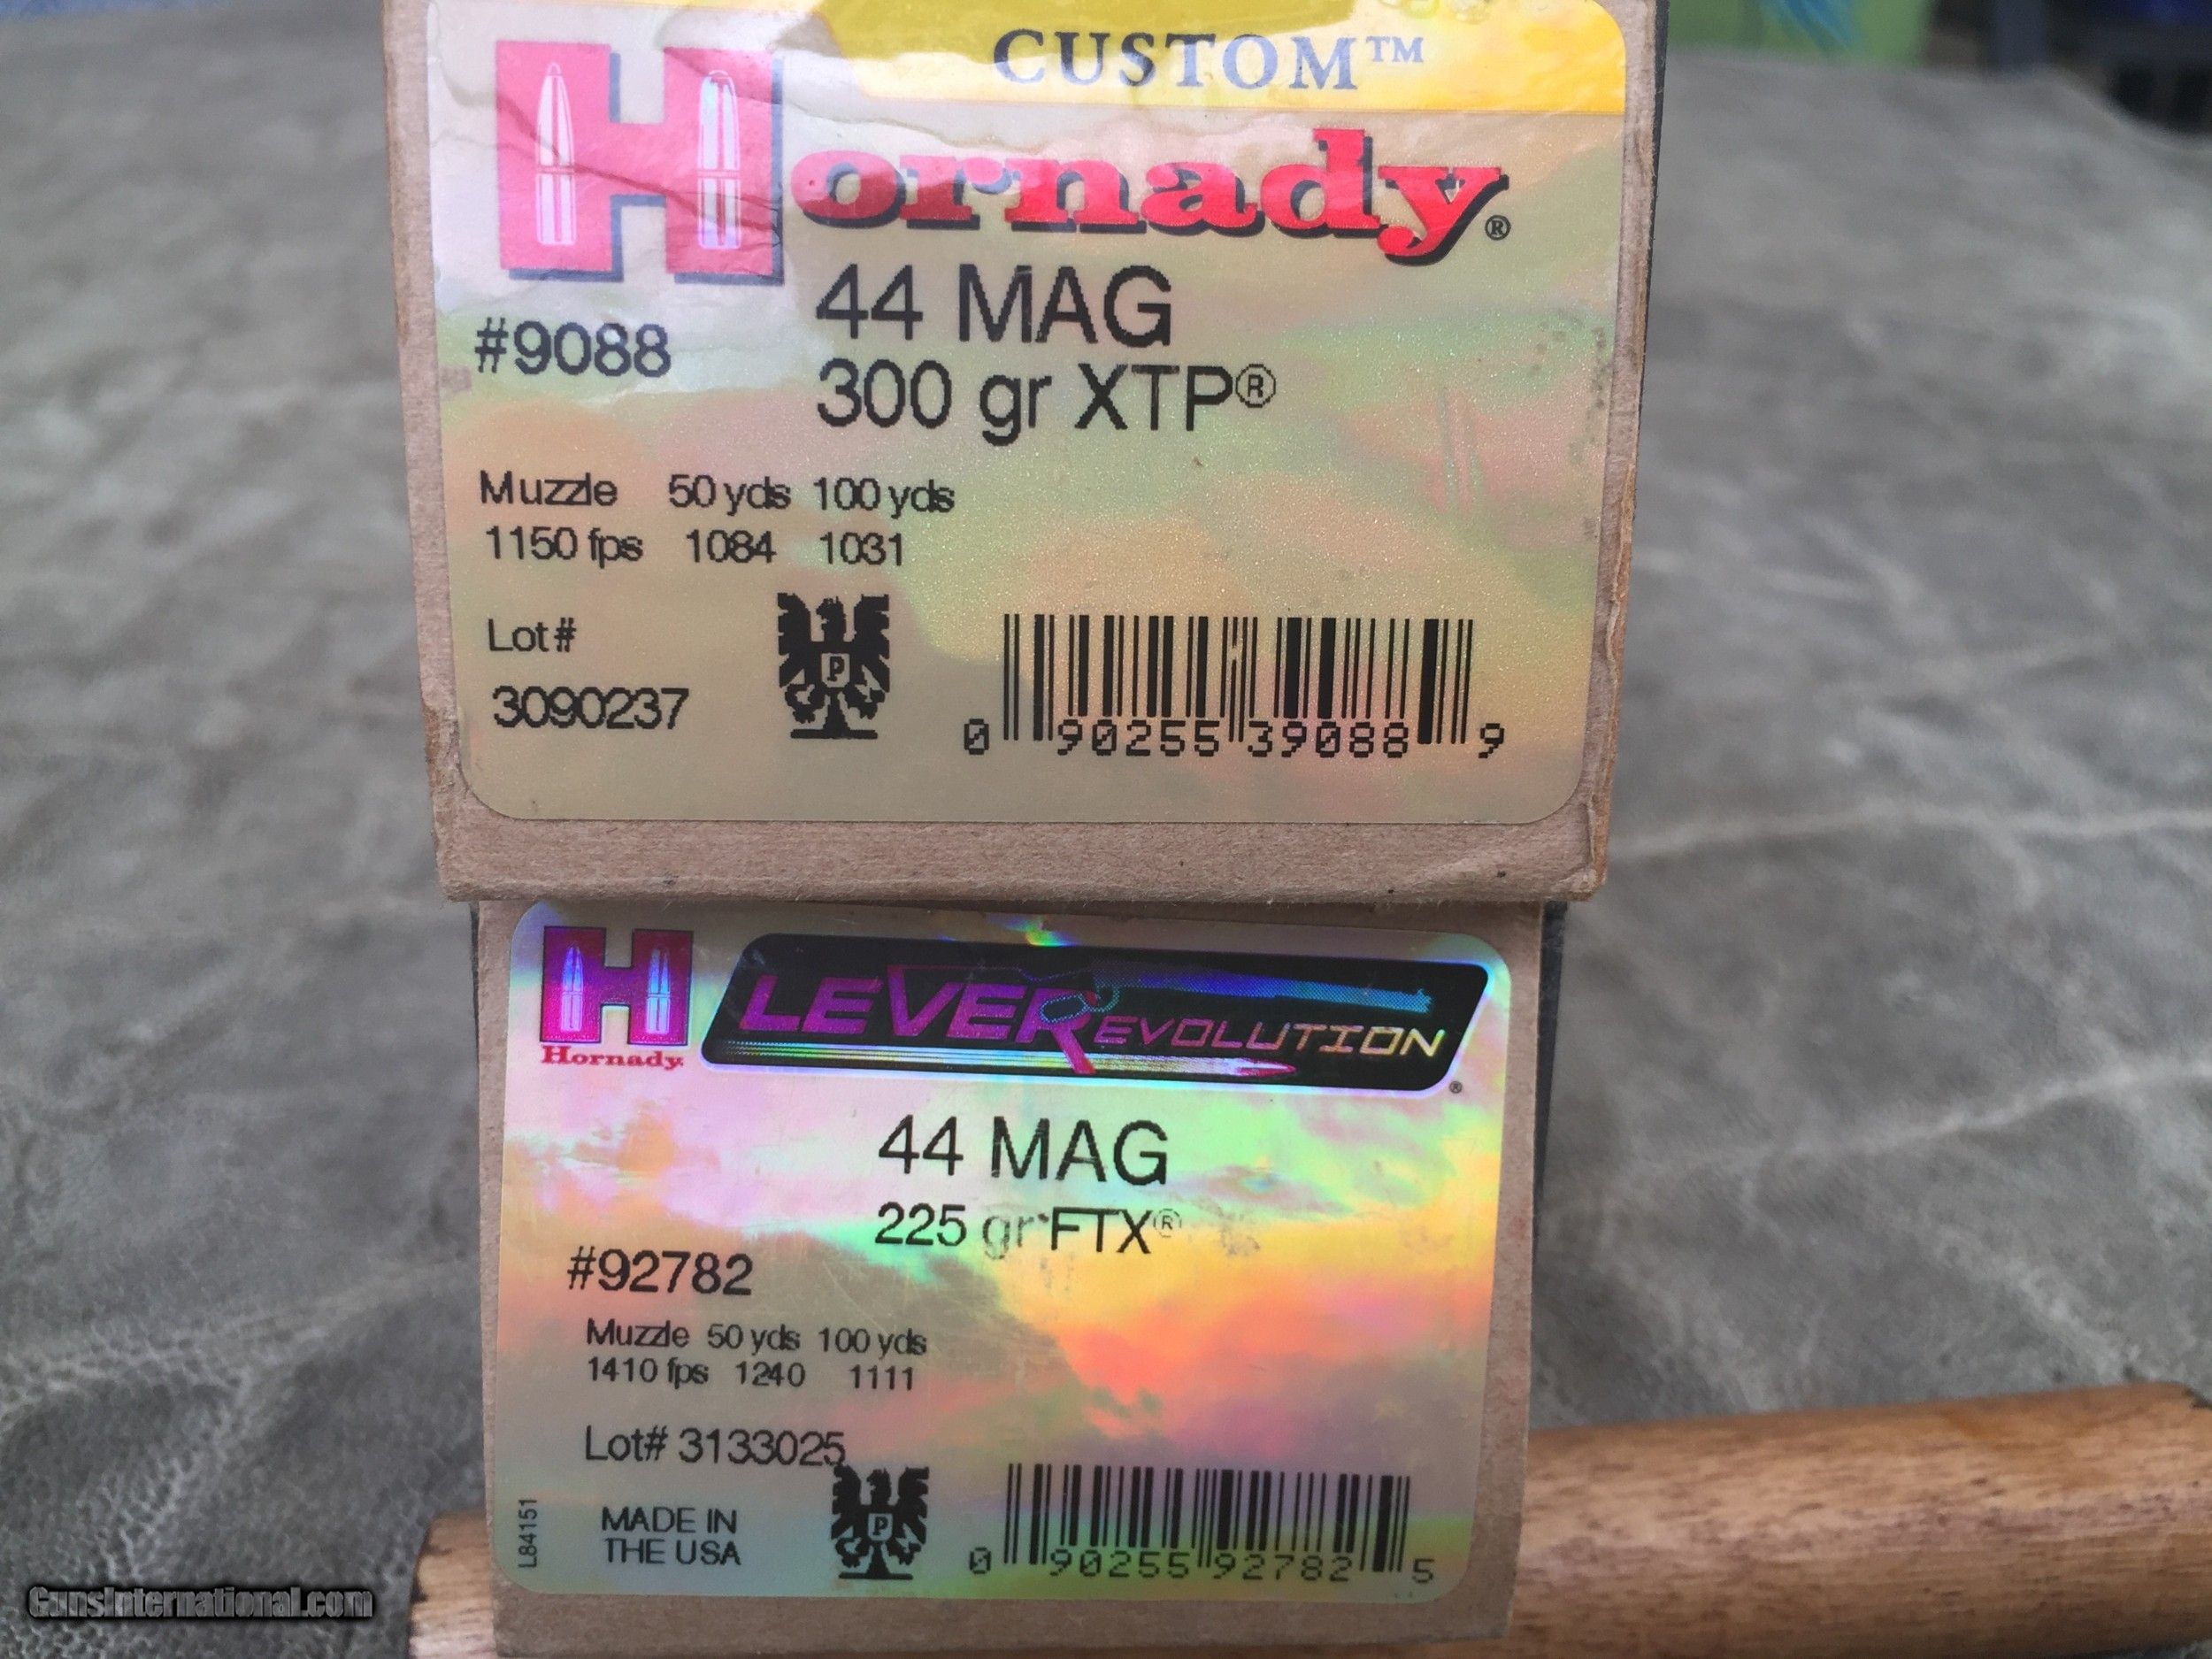 CUSTOM™
Hornady®
44 MAG
#9088
300 gr XTP®
Muzzle 50 yds 100 yds
1150 fps 1084 1031
Lot#
3090237
P
0 90255 39088 9
Hornady
LEVEREVOLUTION®
44 MAG
225 gr FTX®
#92782
Muzzle 50 yds 100 yds
1410 fps 1240 1111
Lot# 3133025
L84151
MADE IN
THE USA
P
0 90255 92782 5
GunsInternational.com